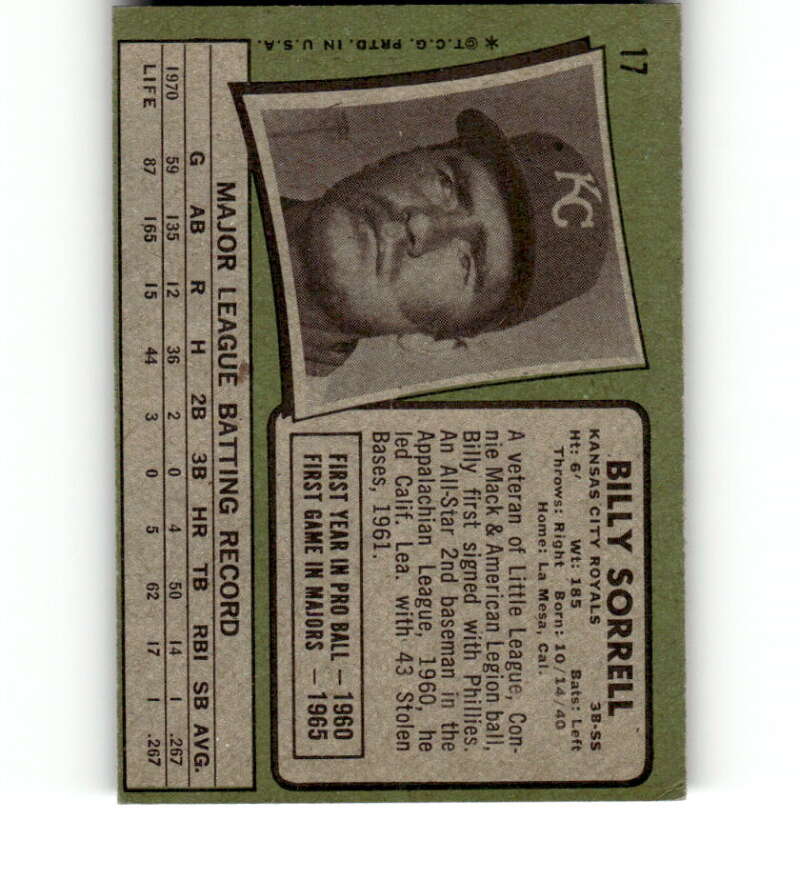 17
✻©T.C.G. PRTD. IN U.S.A.
KC
BILLY SORRELL
KANSAS CITY ROYALS 3B-SS
Ht: 6' Wt: 185 Bats: Left
Throws: Right Born: 10/14/40
Home: La Mesa, Cal.
A veteran of Little League, Con-
nie Mack & American Legion ball,
Billy first signed with Phillies.
An All-Star 2nd baseman in the
Appalachian League, 1960, he
led Calif. Lea. with 43 Stolen
Bases, 1961.
FIRST YEAR IN PRO BALL — 1960
FIRST GAME IN MAJORS — 1965
MAJOR LEAGUE BATTING RECORD
G AB R H 2B 3B HR TB RBI SB AVG.
1970 59 135 12 36 2 0 4 50 14 1 .267
LIFE 87 165 15 44 3 0 5 62 17 1 .267